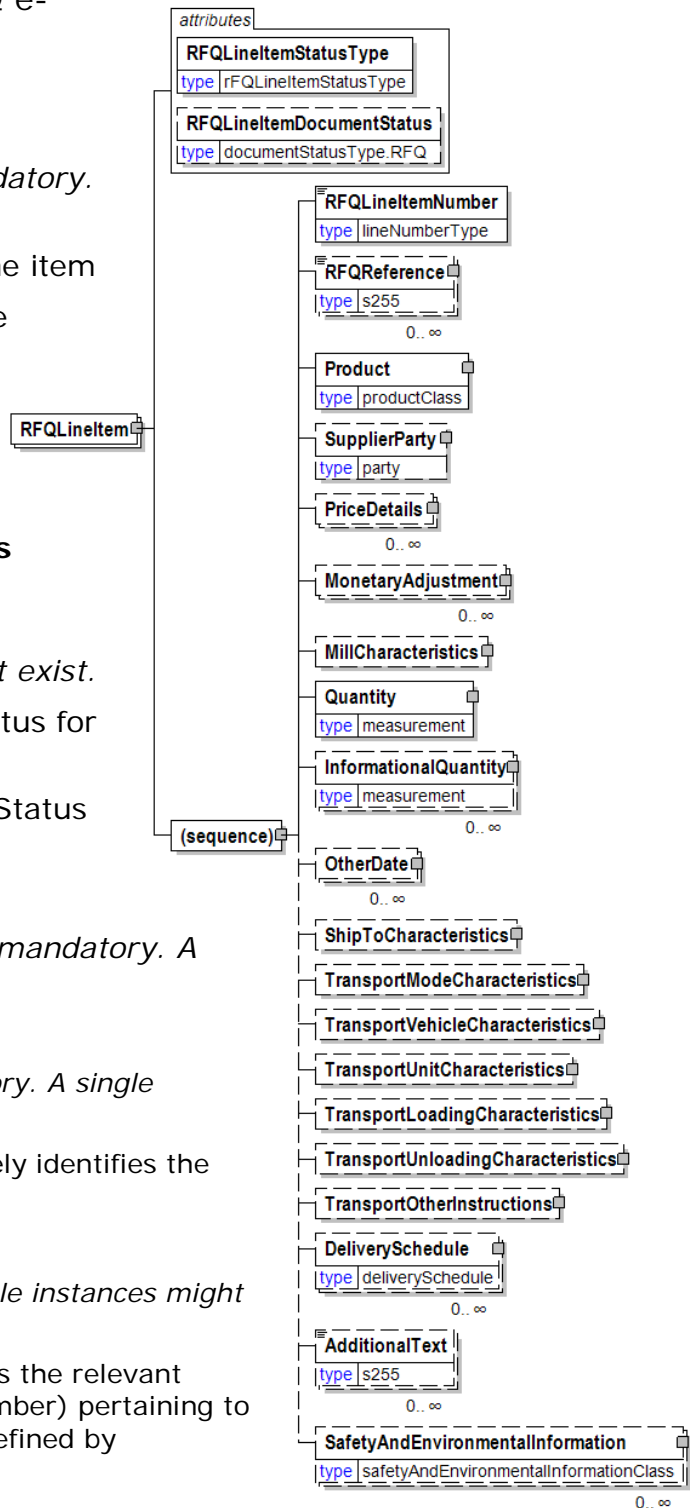 e-
attributes
RFQLineItemStatusType
type rFQLineItemStatusType
RFQLineItemDocumentStatus
type documentStatusType.RFQ
datory.
RFQLineItemNumber
type lineNumberType
e item
RFQReference
type s255
e
0.. ∞
Product
type productClass
RFQLineItem
SupplierParty
type party
PriceDetails
s
0.. ∞
MonetaryAdjustment
0.. ∞
MillCharacteristics
t exist.
Quantity
type measurement
tus for
InformationalQuantity
type measurement
Status
0.. ∞
(sequence)
OtherDate
0.. ∞
ShipToCharacteristics
mandatory. A
TransportModeCharacteristics
TransportVehicleCharacteristics
TransportUnitCharacteristics
ory. A single
TransportLoadingCharacteristics
TransportUnloadingCharacteristics
ely identifies the
TransportOtherInstructions
DeliverySchedule
type deliverySchedule
le instances might
0.. ∞
AdditionalText
s the relevant
type s255
mber) pertaining to
0.. ∞
efined by
SafetyAndEnvironmentalInformation
type safetyAndEnvironmentalInformationClass
0.. ∞